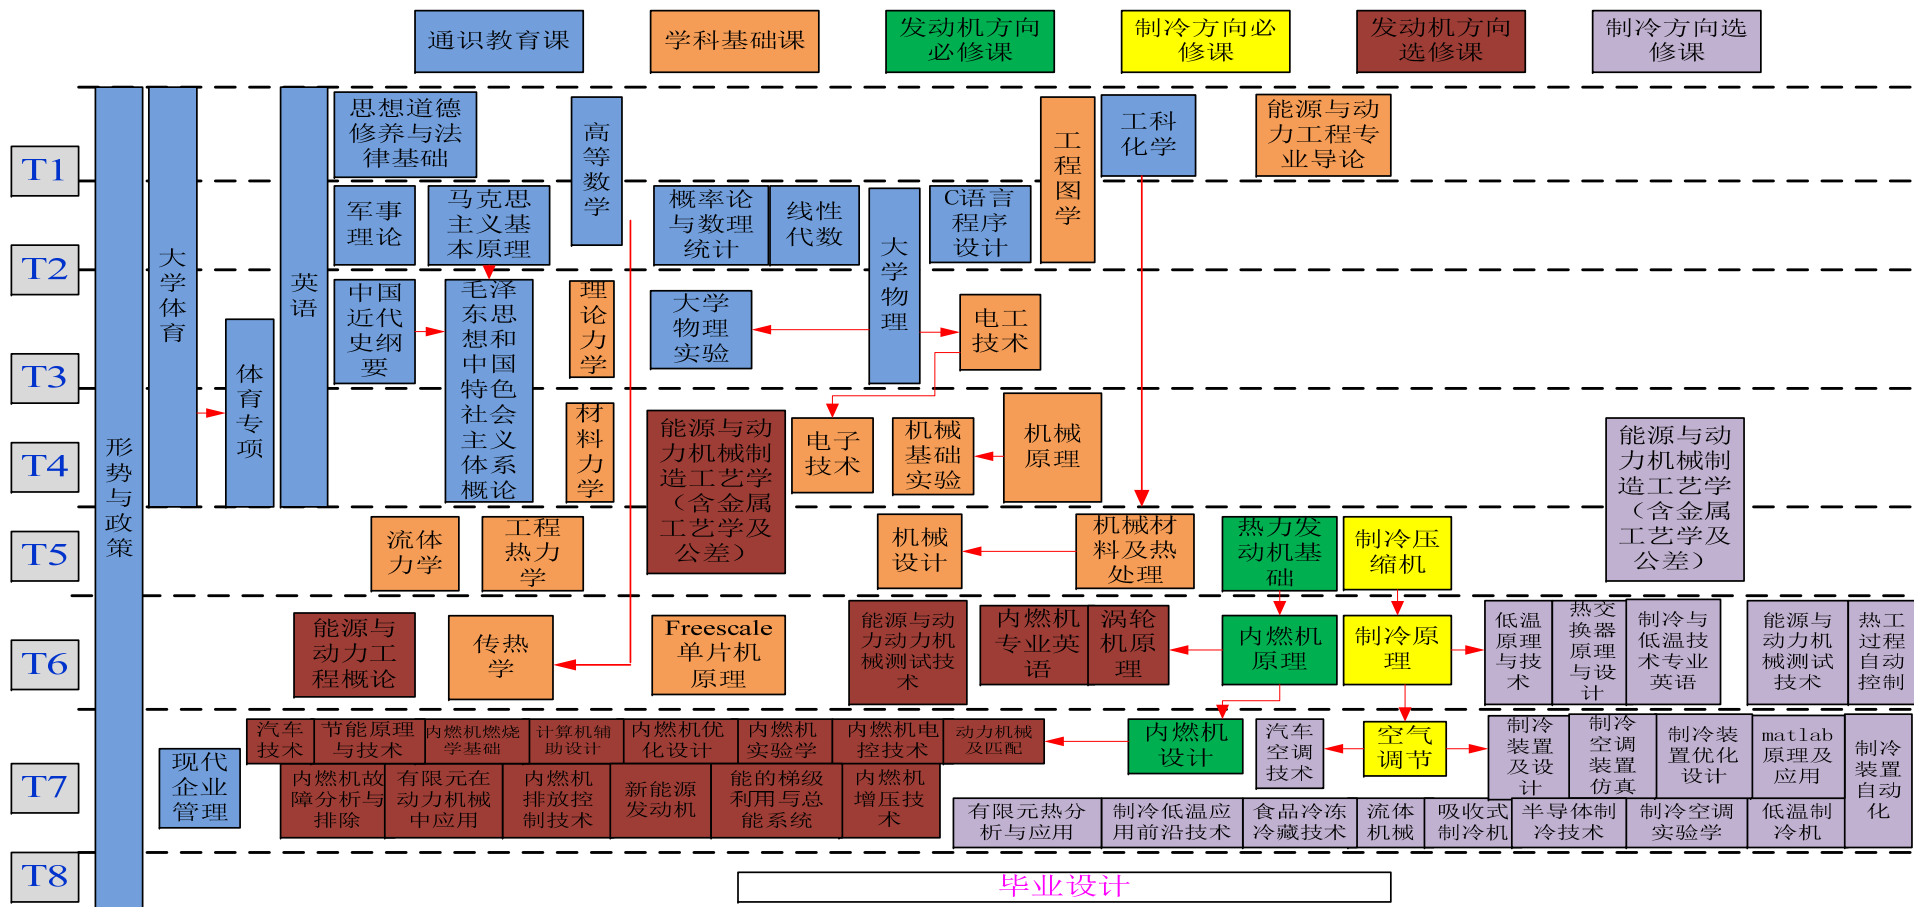 通识教育课
学科基础课
发动机方向
必修课
制冷方向必
修课
发动机方向
选修课
制冷方向选
修课
T1
T2
T3
T4
T5
T6
T7
T8
形势与政策
大学体育
体育专项
英语
思想道德
修养与法
律基础
高等数学
工程图学
工科
化学
能源与动
力工程专
业导论
军事
理论
马克思
主义基
本原理
概率论
与数理
统计
线性
代数
大学物理
C语言
程序
设计
中国
近代
史纲
要
毛泽
东思
想和
中国
特色
社会
主义
体系
概论
理论力学
大学
物理
实验
电工
技术
材料力学
能源与动
力机械制
造工艺学
（含金属
工艺学及
公差）
电子
技术
机械
基础
实验
机械
原理
能源与动
力机械制
造工艺学
（含金属
工艺学及
公差）
流体
力学
工程
热力
学
机械
设计
机械材
料及热
处理
热力发
动机基
础
制冷压
缩机
能源与
动力工
程概论
传热
学
Freescale
单片机
原理
能源与动
力动力机
械测试技
术
内燃机
专业英
语
涡轮
机原
理
内燃机
原理
制冷原
理
低温
原理
与技
术
热交
换器
原理
与设
计
制冷与
低温技
术专业
英语
能源与
动力机
械测试
技术
热工
过程
自动
控制
现代
企业
管理
汽车
技术
节能原理
与技术
内燃机燃烧
学基础
计算机辅
助设计
内燃机优
化设计
内燃机
实验学
内燃机电
控技术
动力机械
及匹配
内燃机
设计
汽车
空调
技术
空气
调节
制冷
装置
及设
计
制冷
空调
装置
仿真
制冷装
置优化
设计
matlab
原理及
应用
制冷
装置
自动
化
内燃机故
障分析与
排除
有限元在
动力机械
中应用
内燃机
排放控
制技术
新能源
发动机
能的梯级
利用与总
能系统
内燃机
增压技
术
有限元热分
析与应用
制冷低温应
用前沿技术
食品冷冻
冷藏技术
流体
机械
吸收式
制冷机
半导体制
冷技术
制冷空调
实验学
低温制
冷机
毕业设计